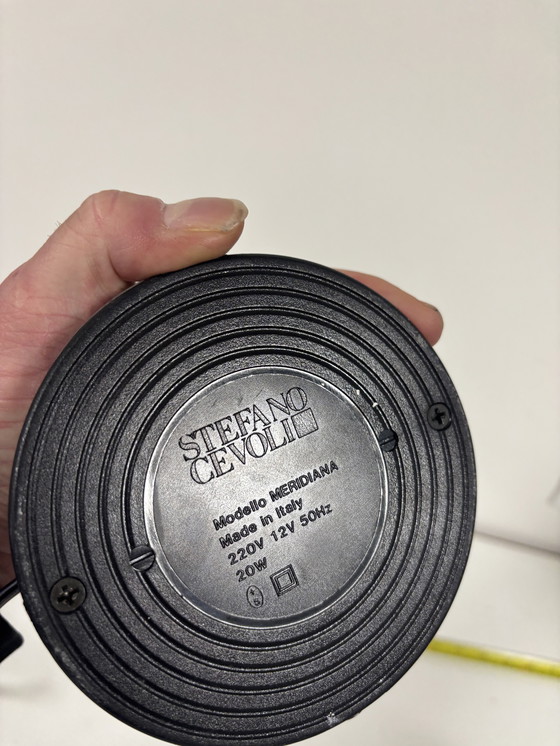 STEFANO
CEVOLI
Modello MERIDIANA
Made in Italy
220V 12V 50Hz
20W